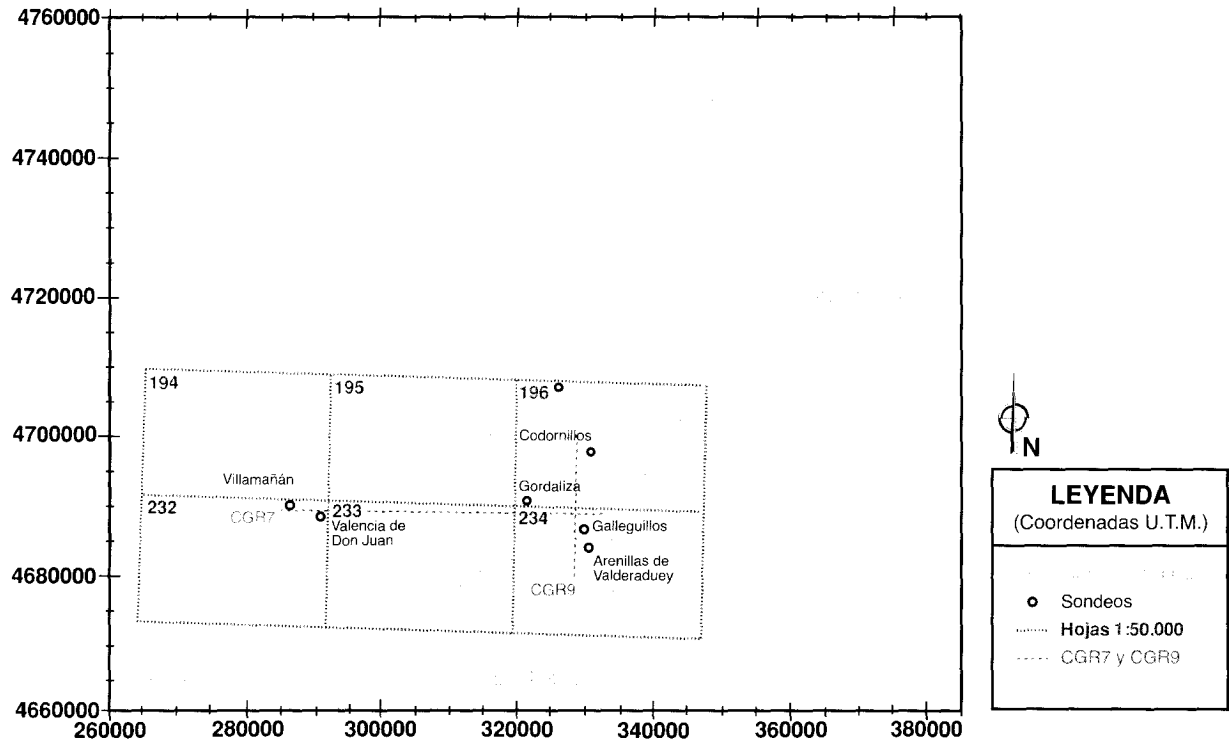 4760000
4740000
4720000
4700000
4680000
4660000
260000
280000
300000
320000
340000
360000
380000
194
195
196
Codornillos
Villamañán
Gordaliza
232
CGR7
233
Valencia de
Don Juan
234
Galleguillos
Arenillas de
Valderaduey
CGR9
N
LEYENDA
(Coordenadas U.T.M.)
Sondeos
Hojas 1:50.000
CGR7 y CGR9